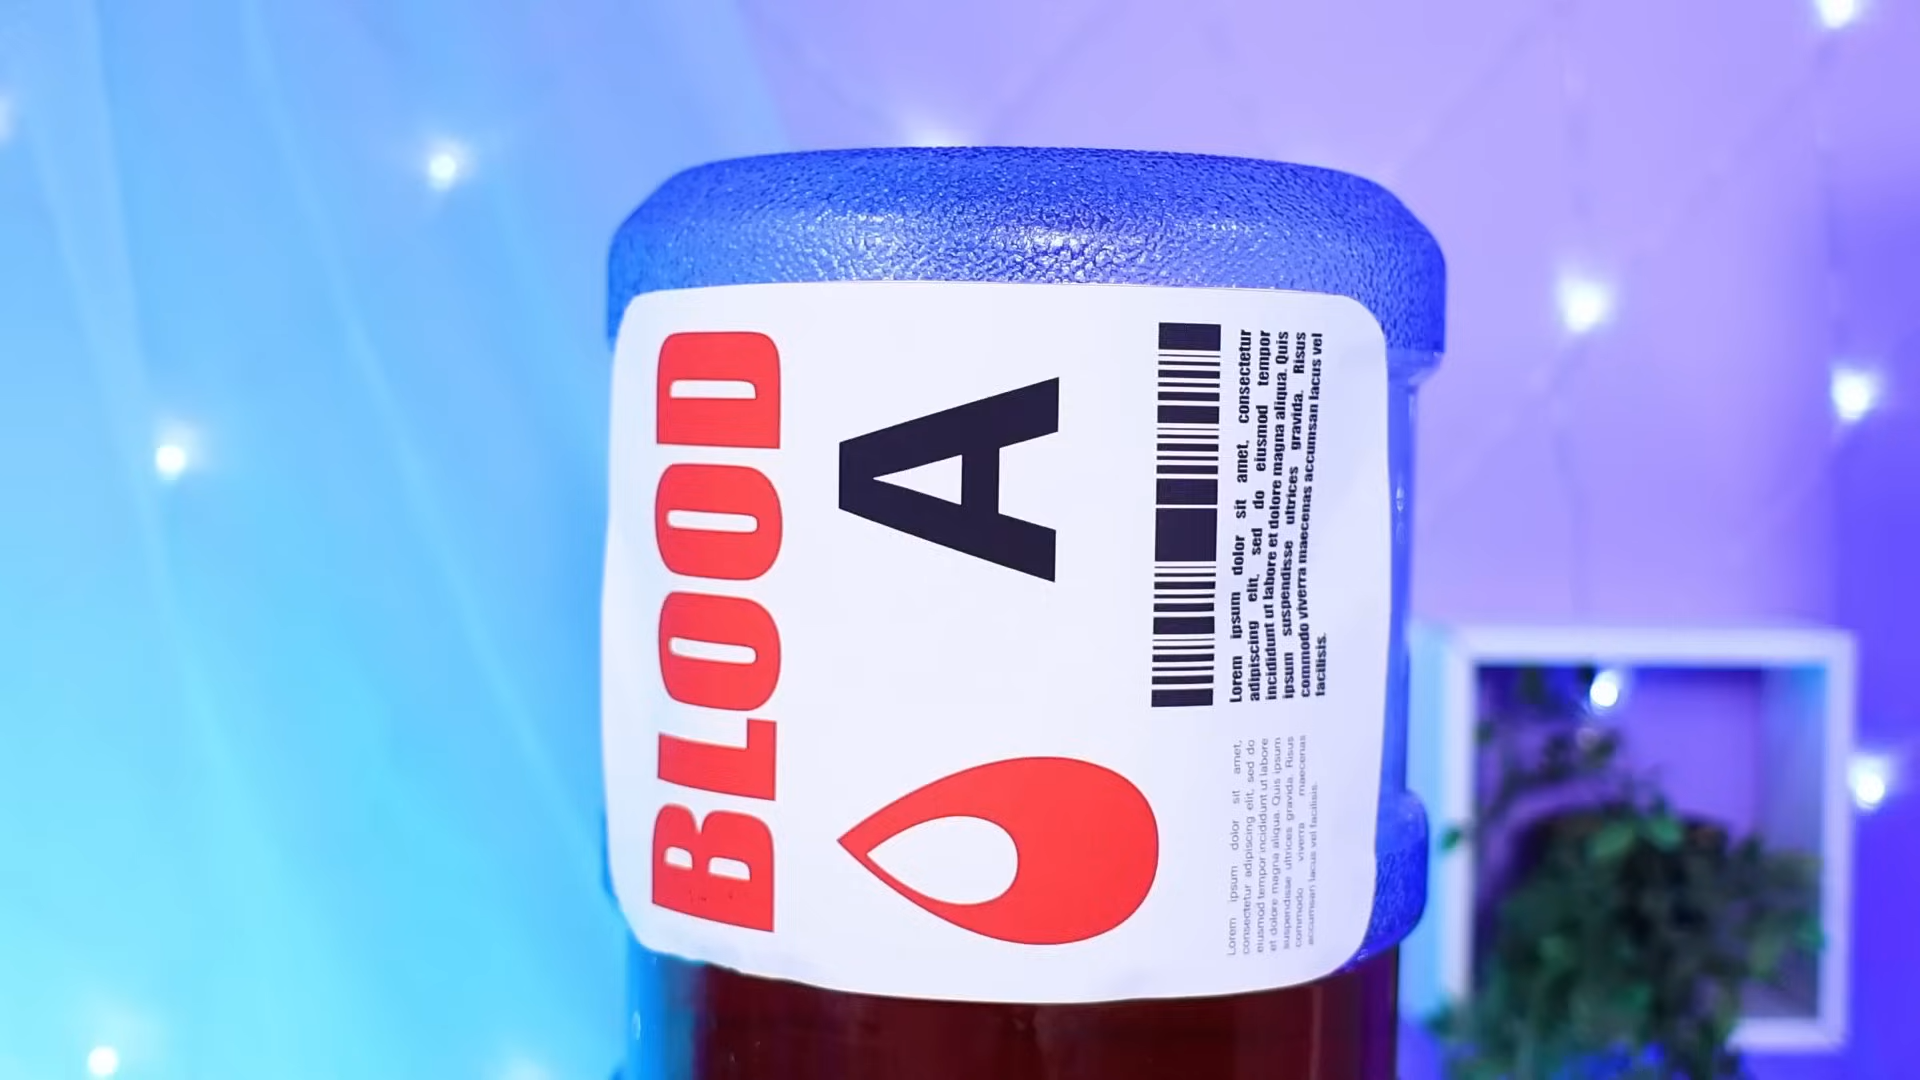 BLOOD
A
Lorem ipsum dolor sit amet, consectetur
adipiscing elit, sed do eiusmod tempor
incididunt ut labore et dolore magna aliqua. Quis
ipsum suspendisse ultrices gravida. Risus
commodo viverra maecenas accumsan lacus vel
facilisis.
Lorem ipsum dolor sit amet,
consectetur adipiscing elit, sed do
eiusmod tempor incididunt ut labore
et dolore magna aliqua. Quis ipsum
suspendisse ultrices gravida. Risus
commodo viverra maecenas
accumsan lacus vel facilisis.